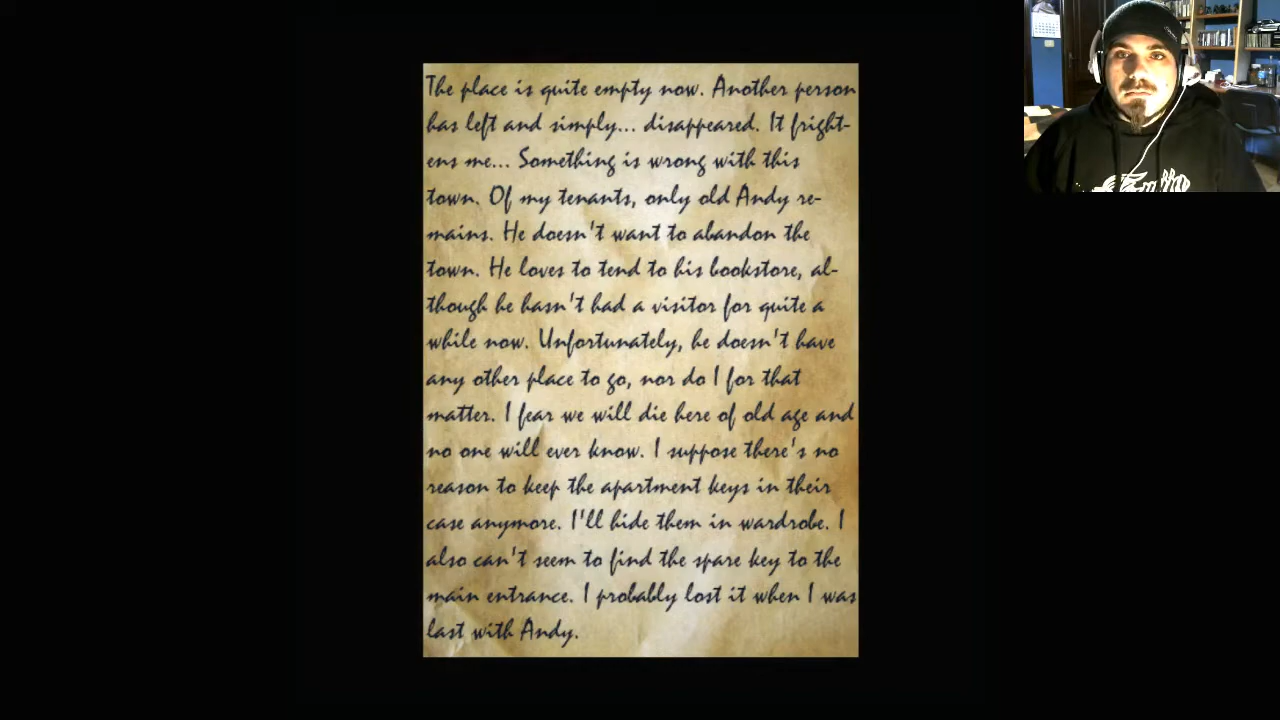 The place is quite empty now. Another person
has left and simply... disappeared. It fright-
ens me... Something is wrong with this
town. Of my tenants, only old Andy re-
mains. He doesn't want to abandon the
town. He loves to tend to his bookstore, al-
though he hasn't had a visitor for quite a
while now. Unfortunately, he doesn't have
any other place to go, nor do I for that
matter. I fear we will die here of old age and
no one will ever know. I suppose there's no
reason to keep the apartment keys in their
case anymore. I'll hide them in wardrobe. I
also can't seem to find the spare key to the
main entrance. I probably lost it when I was
last with Andy.